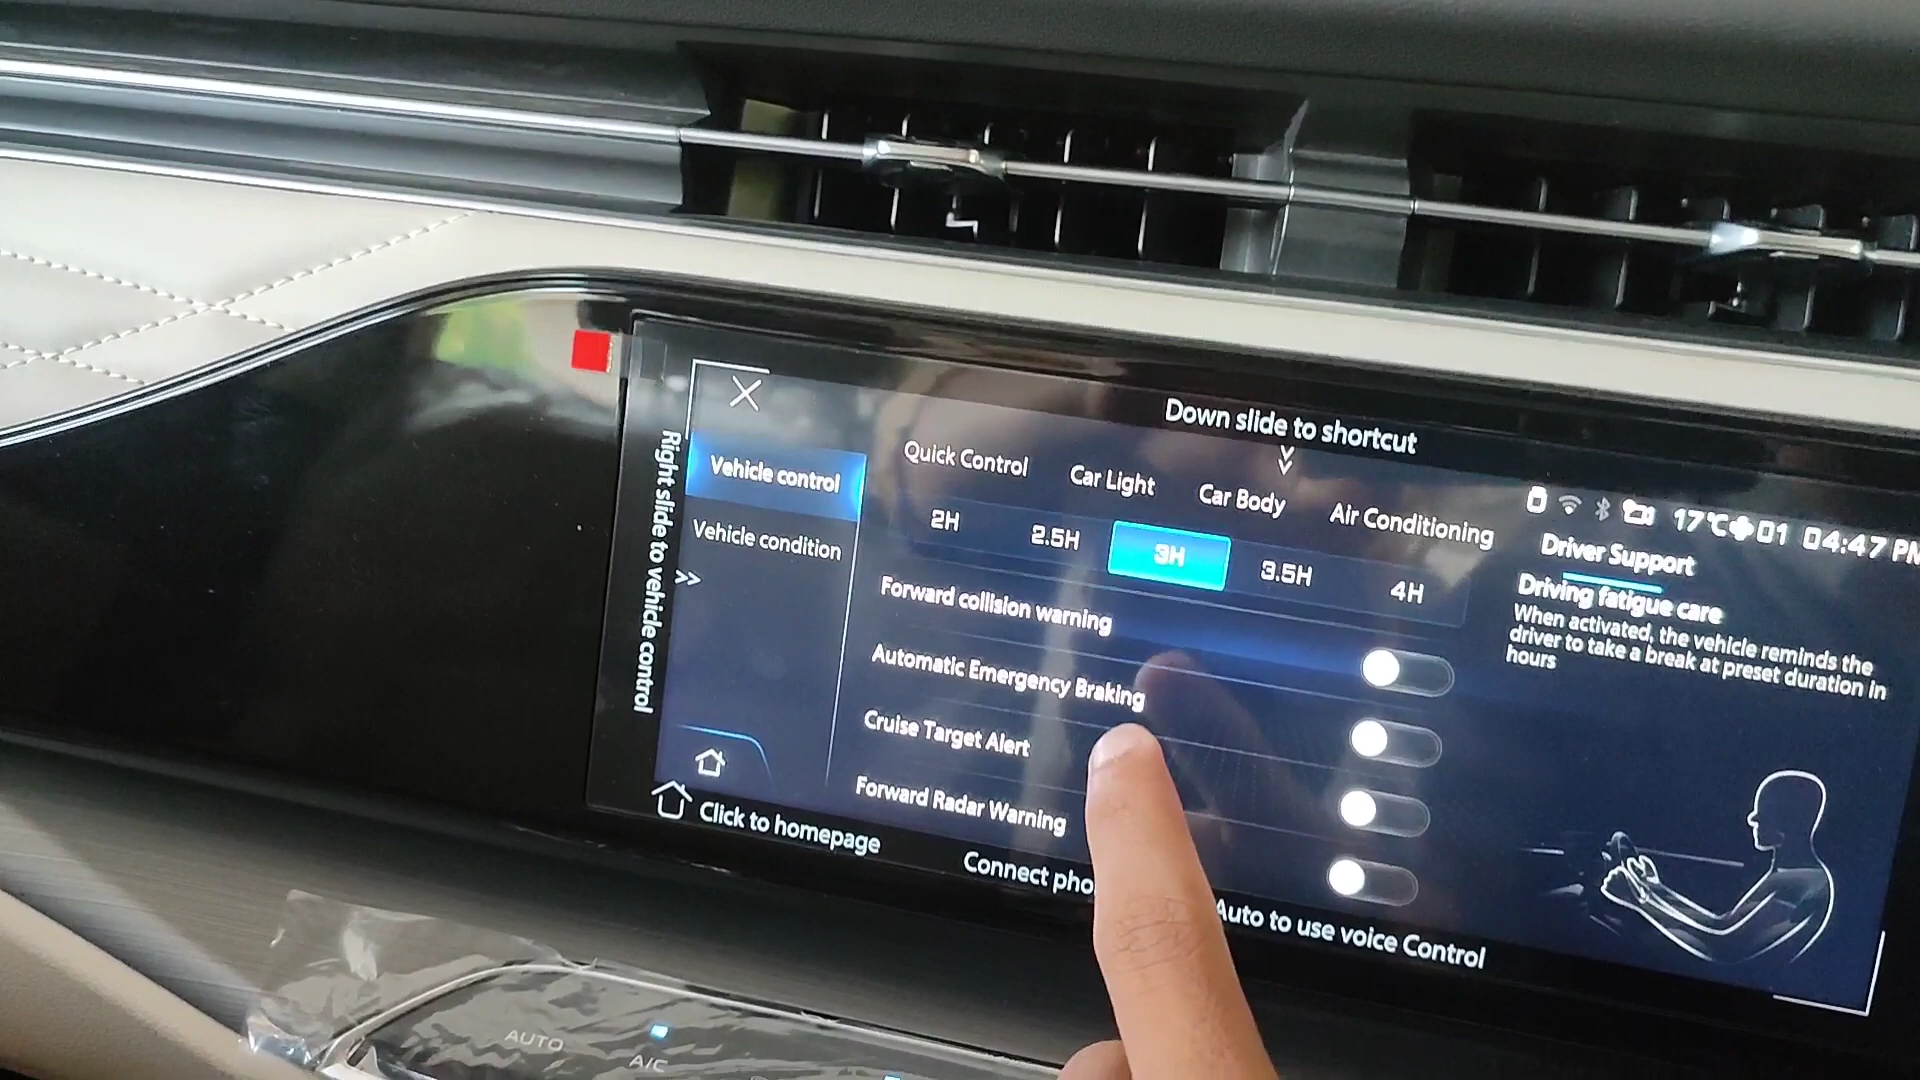 Down slide to shortcut
Right slide to vehicle control
Vehicle control
Vehicle condition
Quick Control
Car Light
Car Body
Air Conditioning
17℃
1
04:47 PM
Driver Support
2H
2.5H
3H
3.5H
4H
Forward collision warning
Automatic Emergency Braking
Cruise Target Alert
Forward Radar Warning
Driving fatigue care
When activated, the vehicle reminds the
driver to take a break at preset duration in
hours
Click to homepage
Connect pho
Auto to use voice Control
AUTO
A/C